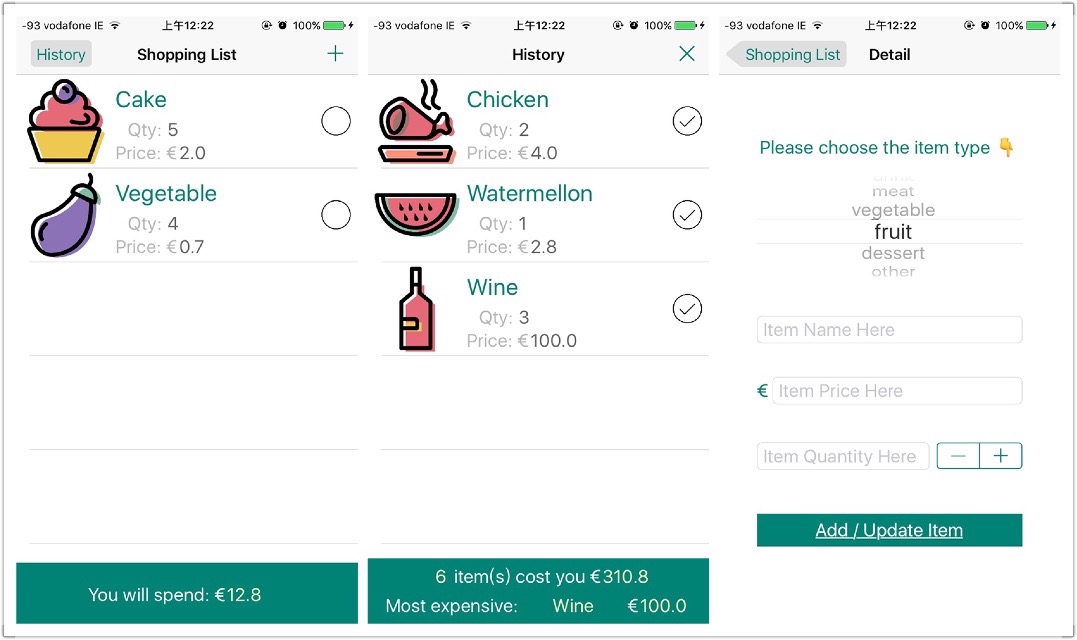 -93 vodafone IE 上午12:22 100%
History Shopping List +
Cake
Qty: 5
Price: €2.0
Vegetable
Qty: 4
Price: €0.7
You will spend: €12.8
-93 vodafone IE 上午12:22 100%
History
Chicken
Qty: 2
Price: €4.0
Watermellon
Qty: 1
Price: €2.8
Wine
Qty: 3
Price: €100.0
6 item(s) cost you €310.8
Most expensive: Wine €100.0
-93 vodafone IE 上午12:22 100%
Shopping List Detail
Please choose the item type 👇
meat
vegetable
fruit
dessert
other
Item Name Here
€ Item Price Here
Item Quantity Here − +
Add / Update Item